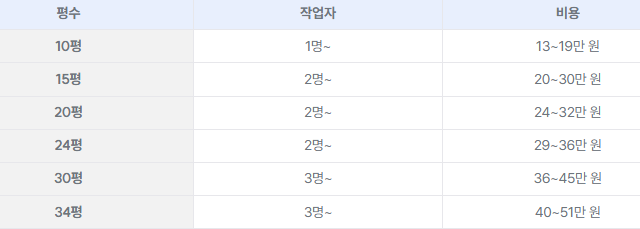 평수 작업자 비용
10평 1명~ 13~19만 원
15평 2명~ 20~30만 원
20평 2명~ 24~32만 원
24평 2명~ 29~36만 원
30평 3명~ 36~45만 원
34평 3명~ 40~51만 원